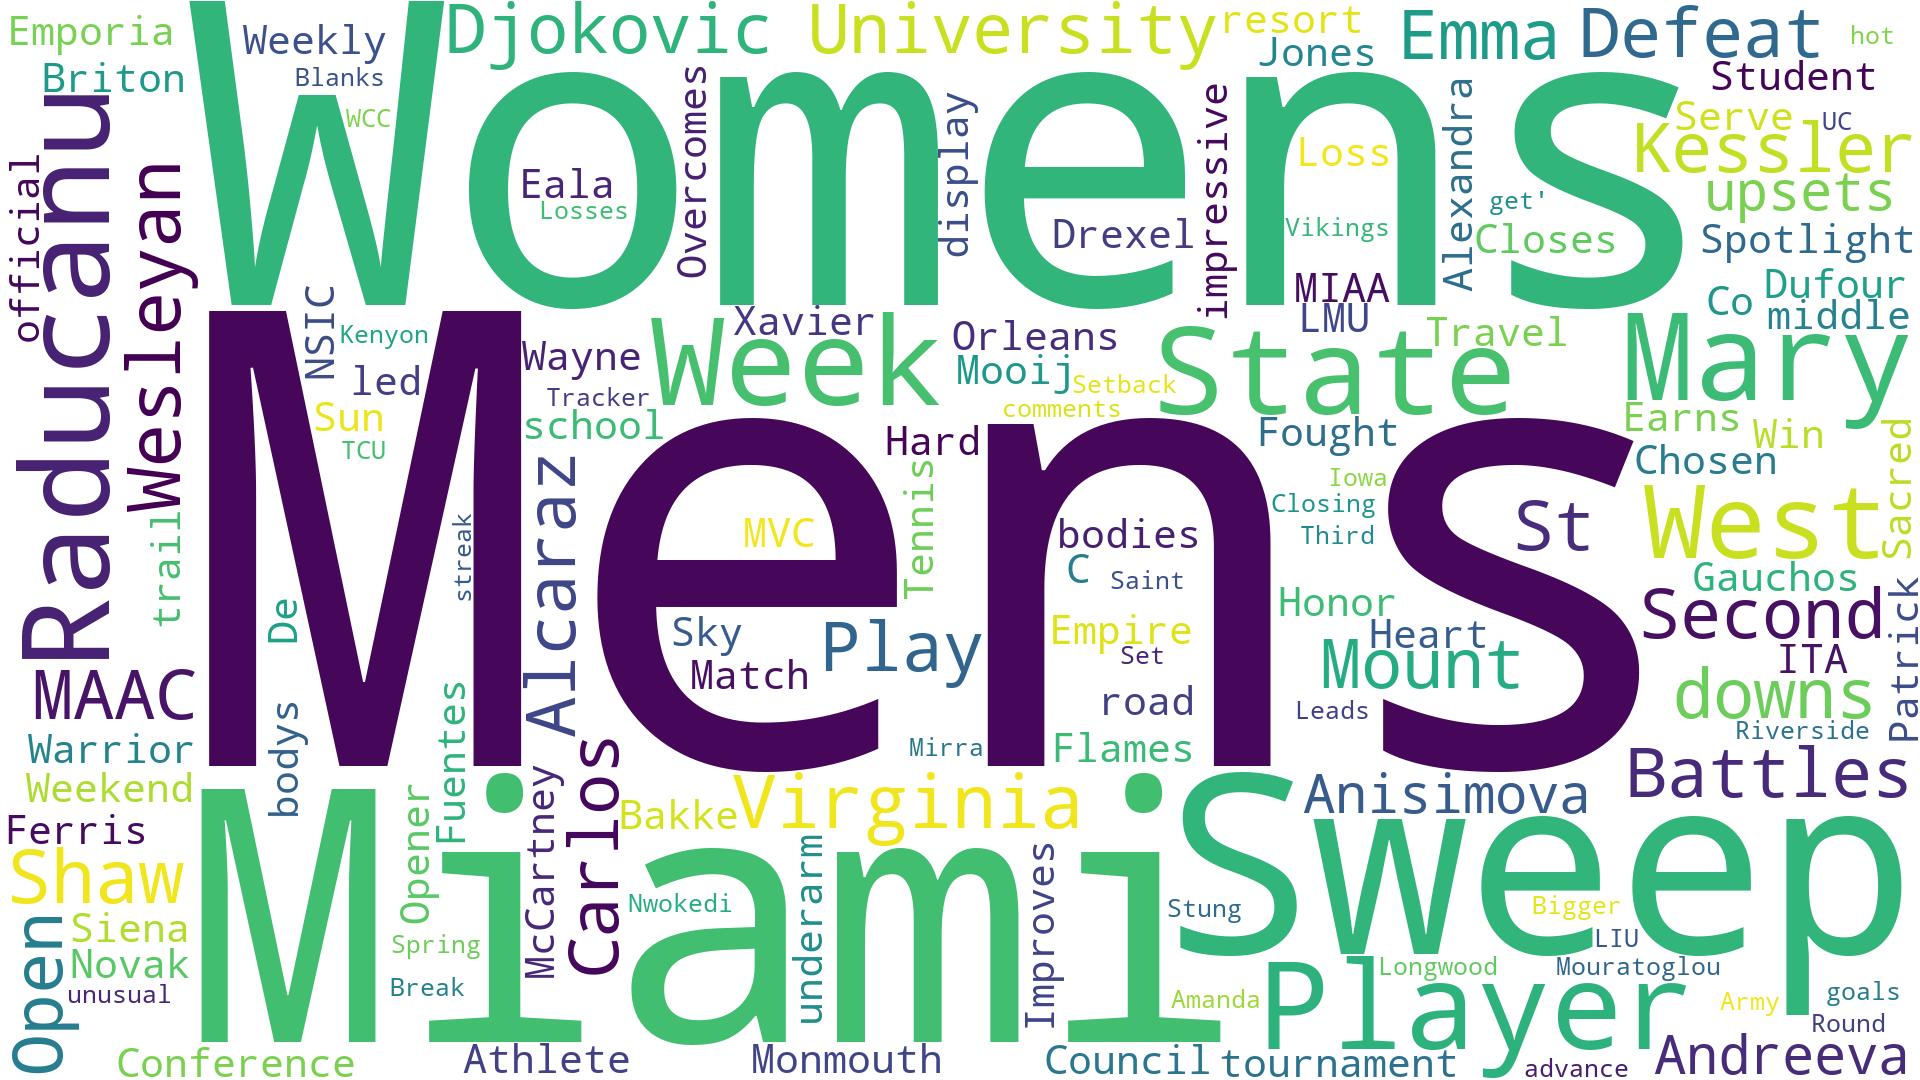 Emporia
Weekly
Djokovic
University
resort
Jones
Emma
Defeat
hot
Briton
Blanks
Student
WCC
Womens
Overcomes
display
impressive
Alexandra
Loss
Serve
UC
Kessler
Raducanu
official
Wesleyan
Eala
Losses
Drexel
Vikings
get'
upsets
Closes
Spotlight
MIAA
LMU
Dufour
Co
middle
NSIC
Kenyon
led
Sun
TCU
Wayne
Tracker
school
Week
Xavier
Orleans
Mooij
Setback
comments
State
Travel
Mary
Earns
Win
Hard
Fought
Chosen
Sacred
Mens
trail
De
streak
Alcaraz
MVC
Tennis
bodies
C
Saint
Iowa
Closing
Third
St
West
Gauchos
Sky
Match
Play
Empire
Set
road
Honor
Heart
Mount
Leads
Second
ITA
Patrick
MAAC
downs
Riverside
Warrior
bodys
Fuentes
Mirra
Flames
Weekend
Opener
McCartney
Carlos
Bakke
Virginia
Anisimova
Battles
Ferris
Shaw
Miami
Sweep
Nwokedi
underarm
Improves
Stung
Bigger
LIU
Open
Siena
Novak
unusual
Spring
Break
Longwood
Mouratoglou
Amanda
Player
Army
goals
Round
Conference
Athlete
Monmouth
Council
tournament
advance
Andreeva